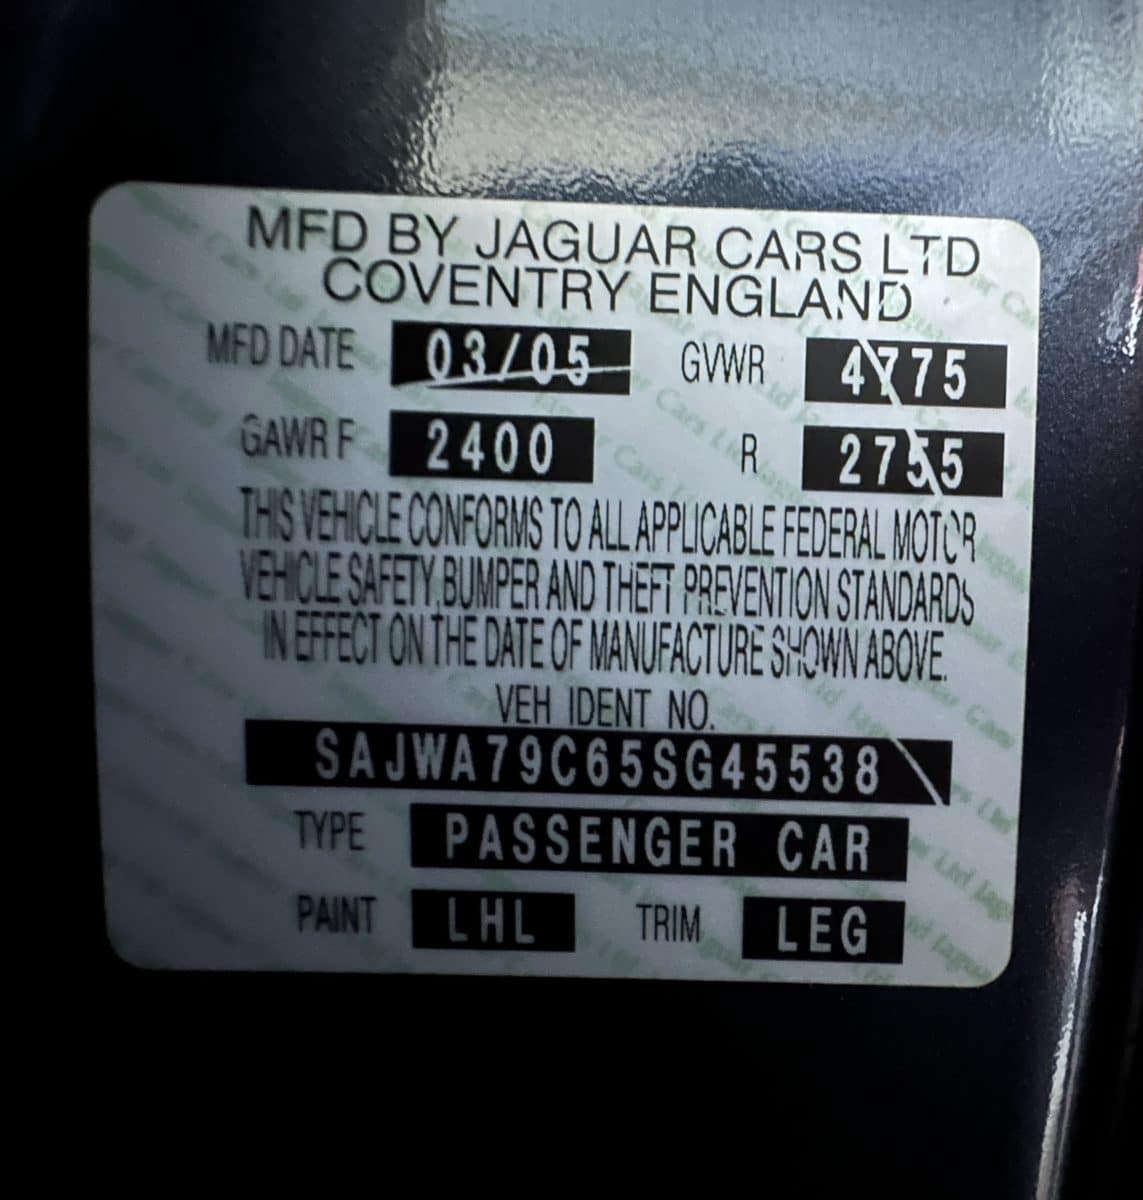 MFD BY JAGUAR CARS LTD
COVENTRY ENGLAND
MFD DATE 03/05 GVWR 4775
GAWR F 2400 R 2755
THIS VEHICLE CONFORMS TO ALL APPLICABLE FEDERAL MOTOR
VEHICLE SAFETY, BUMPER AND THEFT PREVENTION STANDARDS
IN EFFECT ON THE DATE OF MANUFACTURE SHOWN ABOVE.
VEH IDENT NO.
SAJWA79C65SG45538
TYPE PASSENGER CAR
PAINT LHL TRIM LEG